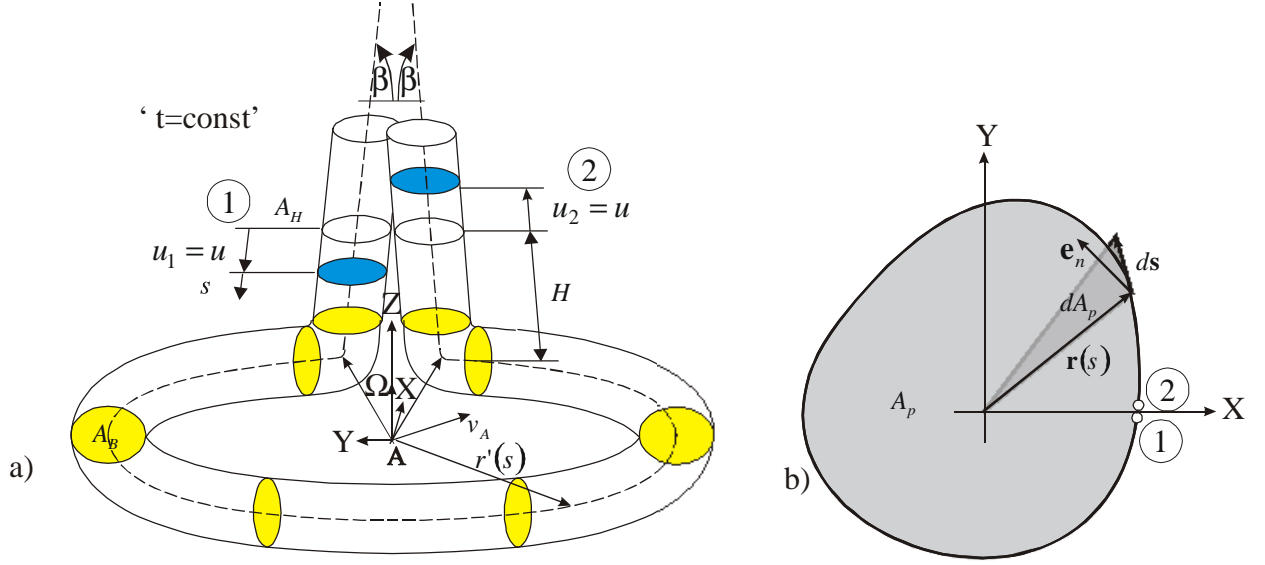 β β
‘ t=const’
1
A_H
u_1 = u
s
2
u_2 = u
H
Z
Ω
X
Y
A
v_A
r'(s)
A_B
a)
Y
e_n
ds
dA_p
r(s)
A_p
2
X
1
b)